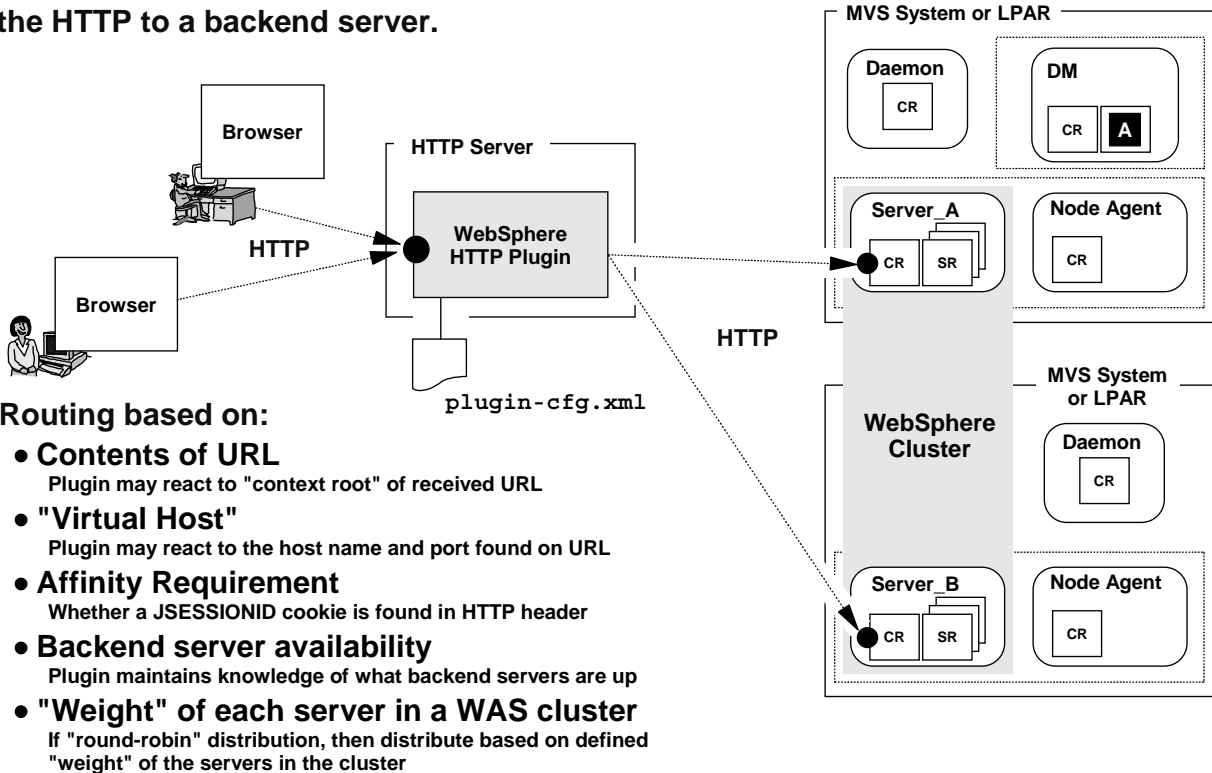 the HTTP to a backend server.
MVS System or LPAR
Daemon
CR
DM
CR
A
Browser
HTTP Server
WebSphere
HTTP Plugin
HTTP
Browser
Server_A
CR
SR
Node Agent
CR
HTTP
plugin-cfg.xml
WebSphere
Cluster
MVS System
or LPAR
Daemon
CR
Server_B
CR
SR
Node Agent
CR
Routing based on:
● Contents of URL
Plugin may react to "context root" of received URL
● "Virtual Host"
Plugin may react to the host name and port found on URL
● Affinity Requirement
Whether a JSESSIONID cookie is found in HTTP header
● Backend server availability
Plugin maintains knowledge of what backend servers are up
● "Weight" of each server in a WAS cluster
If "round-robin" distribution, then distribute based on defined
"weight" of the servers in the cluster